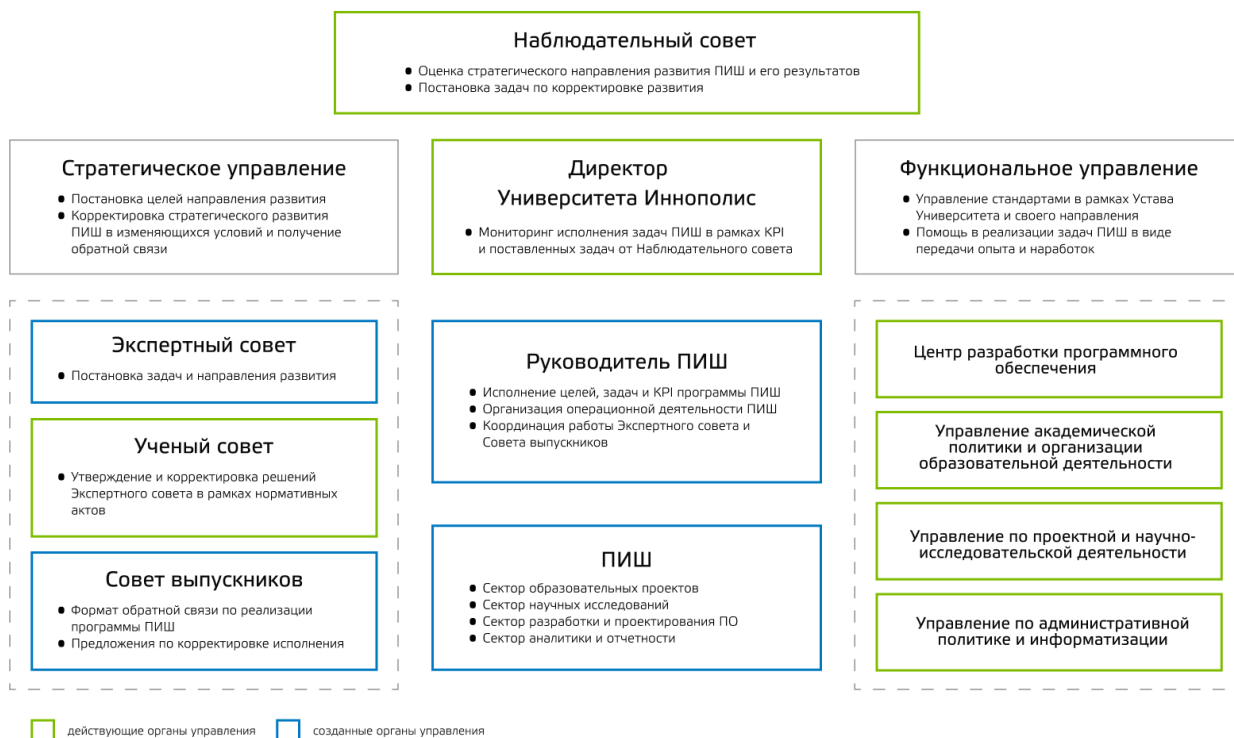 Наблюдательный совет
● Оценка стратегического направления развития ПИШ и его результатов
● Постановка задач по корректировке развития
Стратегическое управление
● Постановка целей направления развития
● Корректировка стратегического развития
ПИШ в изменяющихся условий и получение
обратной связи
Директор
Университета Иннополис
● Мониторинг исполнения задач ПИШ в рамках KPI
и поставленных задач от Наблюдательного совета
Функциональное управление
● Управление стандартами в рамках Устава
Университета и своего направления
● Помощь в реализации задач ПИШ в виде
передачи опыта и наработок
Экспертный совет
● Постановка задач и направления развития
Ученый совет
● Утверждение и корректировка решений
Экспертного совета в рамках нормативных
актов
Совет выпускников
● Формат обратной связи по реализации
программы ПИШ
● Предложения по корректировке исполнения
Руководитель ПИШ
● Исполнение целей, задач и KPI программы ПИШ
● Организация операционной деятельности ПИШ
● Координация работы Экспертного совета и
Совета выпускников
ПИШ
● Сектор образовательных проектов
● Сектор научных исследований
● Сектор разработки и проектирования ПО
● Сектор аналитики и отчетности
Центр разработки программного
обеспечения
Управление академической
политики и организации
образовательной деятельности
Управление по проектной и научно-
исследовательской деятельности
Управление по административной
политике и информатизации
действующие органы управления
созданные органы управления